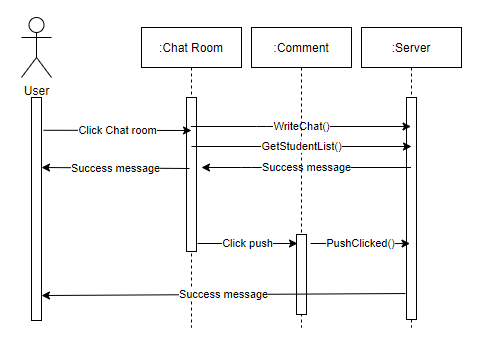 :Chat Room
:Comment
:Server
User
Click Chat room
WriteChat()
GetStudentList()
Success message
Success message
Click push
PushClicked()
Success message